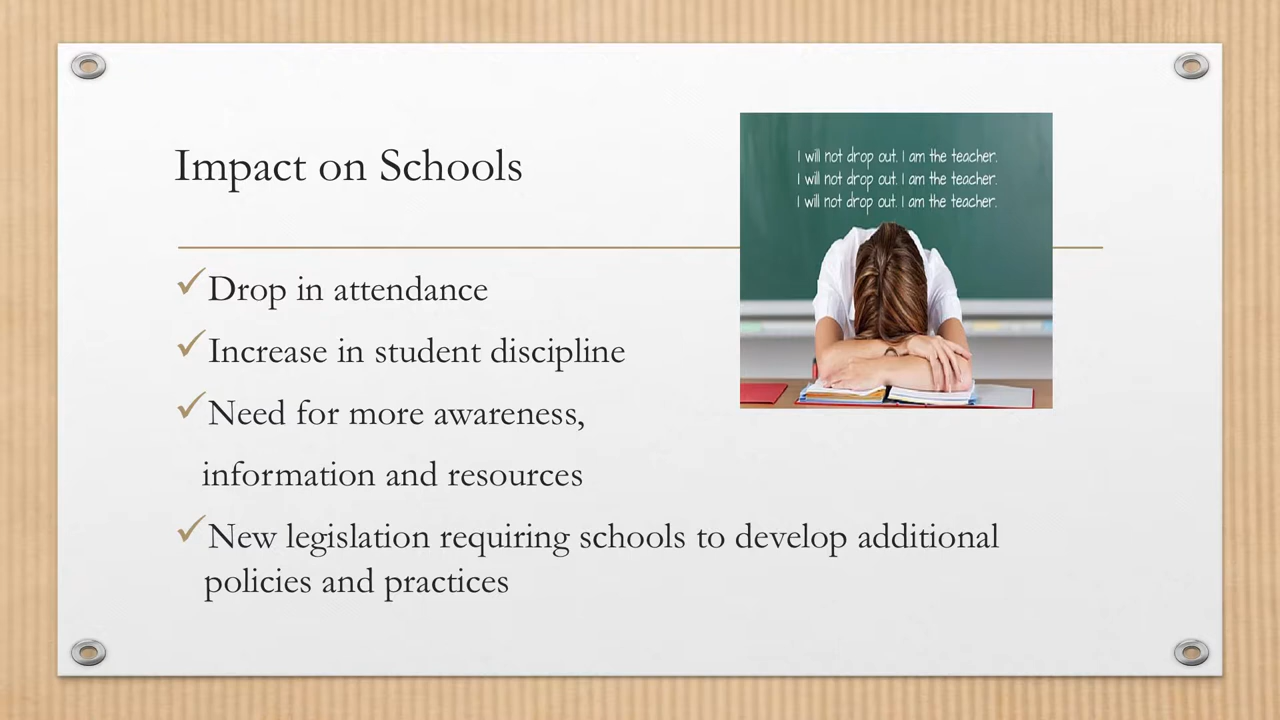 Impact on Schools
I will not drop out. I am the teacher.
I will not drop out. I am the teacher.
I will not drop out. I am the teacher.
Drop in attendance
Increase in student discipline
Need for more awareness,
information and resources
New legislation requiring schools to develop additional
policies and practices